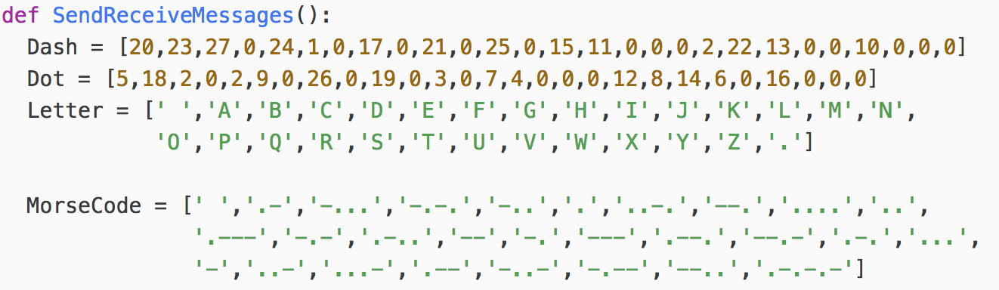 def SendReceiveMessages():
  Dash = [20,23,27,0,24,1,0,17,0,21,0,25,0,15,11,0,0,0,2,22,13,0,0,10,0,0,0]
  Dot = [5,18,2,0,2,9,0,26,0,19,0,3,0,7,4,0,0,0,12,8,14,6,0,16,0,0,0]
  Letter = [' ','A','B','C','D','E','F','G','H','I','J','K','L','M','N',
            'O','P','Q','R','S','T','U','V','W','X','Y','Z','.']
  MorseCode = [' ','.-','-...','-.-.','-..','.','..-.','--.','....','..',
               '.---','-.-','.-..','--','-.','---','.--.','--.-','.-.','...',
               '-','..-','...-','.--','-..-','-.--','--..','.-.-.-']